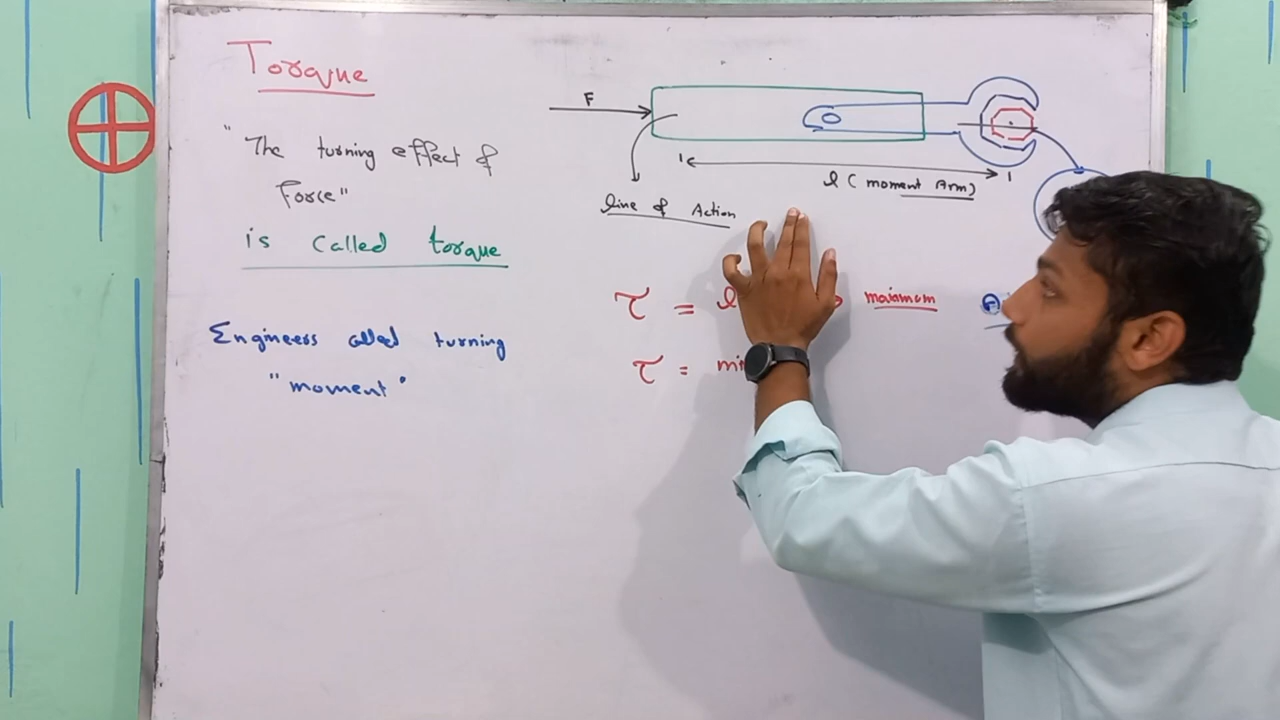 Torque
"The turning effect of
Force"
is called torque
Engineers called turning
"moment"
F
l (moment Arm)
line of Action
τ = l maximum
τ =